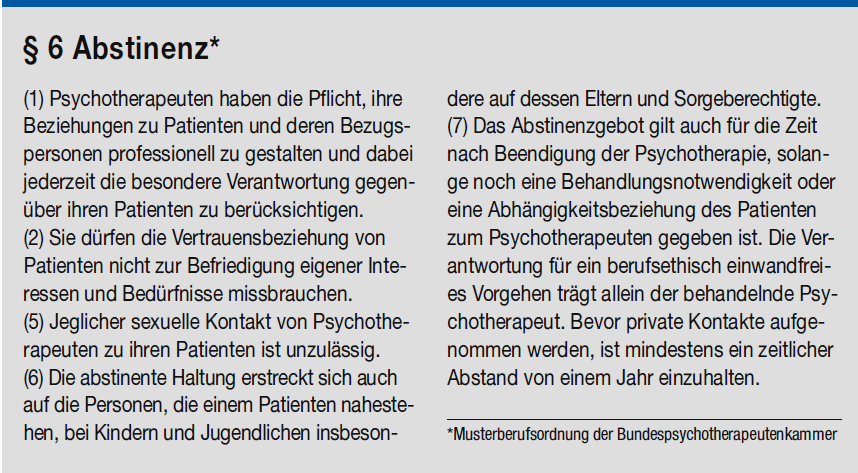 § 6 Abstinenz*
(1) Psychotherapeuten haben die Pflicht, ihre
Beziehungen zu Patienten und deren Bezugs-
personen professionell zu gestalten und dabei
jederzeit die besondere Verantwortung gegen-
über ihren Patienten zu berücksichtigen.
(2) Sie dürfen die Vertrauensbeziehung von
Patienten nicht zur Befriedigung eigener Inte-
ressen und Bedürfnisse missbrauchen.
(5) Jeglicher sexuelle Kontakt von Psychothe-
rapeuten zu ihren Patienten ist unzulässig.
(6) Die abstinente Haltung erstreckt sich auch
auf die Personen, die einem Patienten naheste-
hen, bei Kindern und Jugendlichen insbeson-
dere auf dessen Eltern und Sorgeberechtigte.
(7) Das Abstinenzgebot gilt auch für die Zeit
nach Beendigung der Psychotherapie, solan-
ge noch eine Behandlungsnotwendigkeit oder
eine Abhängigkeitsbeziehung des Patienten
zum Psychotherapeuten gegeben ist. Die Ver-
antwortung für ein berufsethisch einwandfrei-
es Vorgehen trägt allein der behandelnde Psy-
chotherapeut. Bevor private Kontakte aufge-
nommen werden, ist mindestens ein zeitlicher
Abstand von einem Jahr einzuhalten.
*Musterberufsordnung der Bundespsychotherapeutenkammer